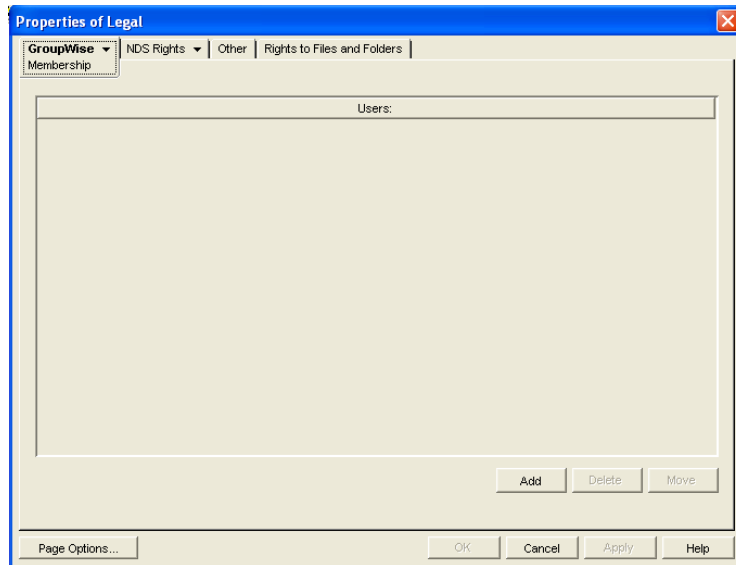 Properties of Legal
GroupWise NDS Rights Other Rights to Files and Folders
Membership
Users:
Add Delete Move
Page Options... OK Cancel Apply Help